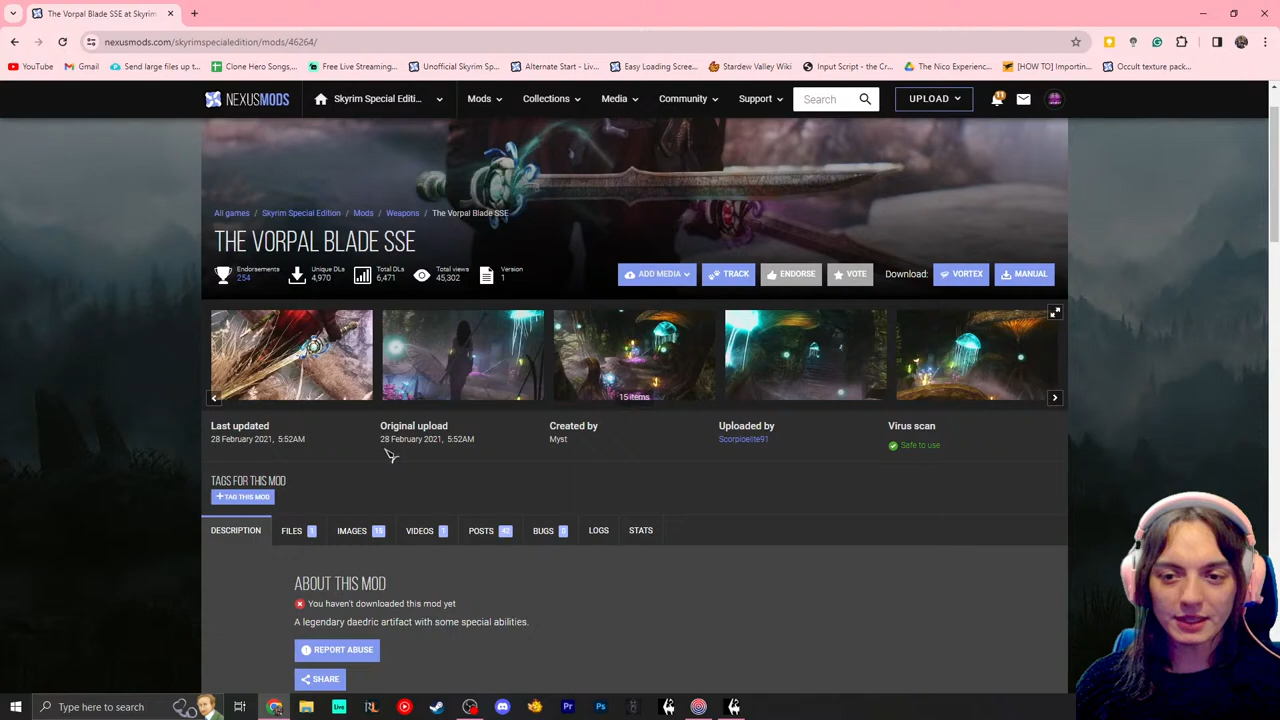 The Vorpal Blade SSE at Skyrim
nexusmods.com/skyrimspecialedition/mods/46264/
YouTube Gmail Send large files up t... Clone Hero Songs,... Free Live Streaming... Unofficial Skyrim Sp... Alternate Start - Liv... Easy Loading Scree... Stardew Valley Wiki Input Script - the Cr... The Nico Experienc... [HOW TO] Importin... Occult texture pac...
NEXUSMODS Skyrim Special Editi... Mods Collections Media Community Support Search UPLOAD 11
All games / Skyrim Special Edition / Mods / Weapons / The Vorpal Blade SSE
THE VORPAL BLADE SSE
Endorsements Unique DLs Total DLs Total views Version
254 4,970 6,471 45,302 1
ADD MEDIA TRACK ENDORSE VOTE Download: VORTEX MANUAL
15 items
Last updated Original upload Created by Uploaded by Virus scan
28 February 2021, 5:52AM 28 February 2021, 5:52AM Myst Scorpioelite91 Safe to use
TAGS FOR THIS MOD
+TAG THIS MOD
DESCRIPTION FILES 1 IMAGES 15 VIDEOS 1 POSTS 42 BUGS 0 LOGS STATS
ABOUT THIS MOD
You haven't downloaded this mod yet
A legendary daedric artifact with some special abilities.
REPORT ABUSE
SHARE
Type here to search Live Pr Ps